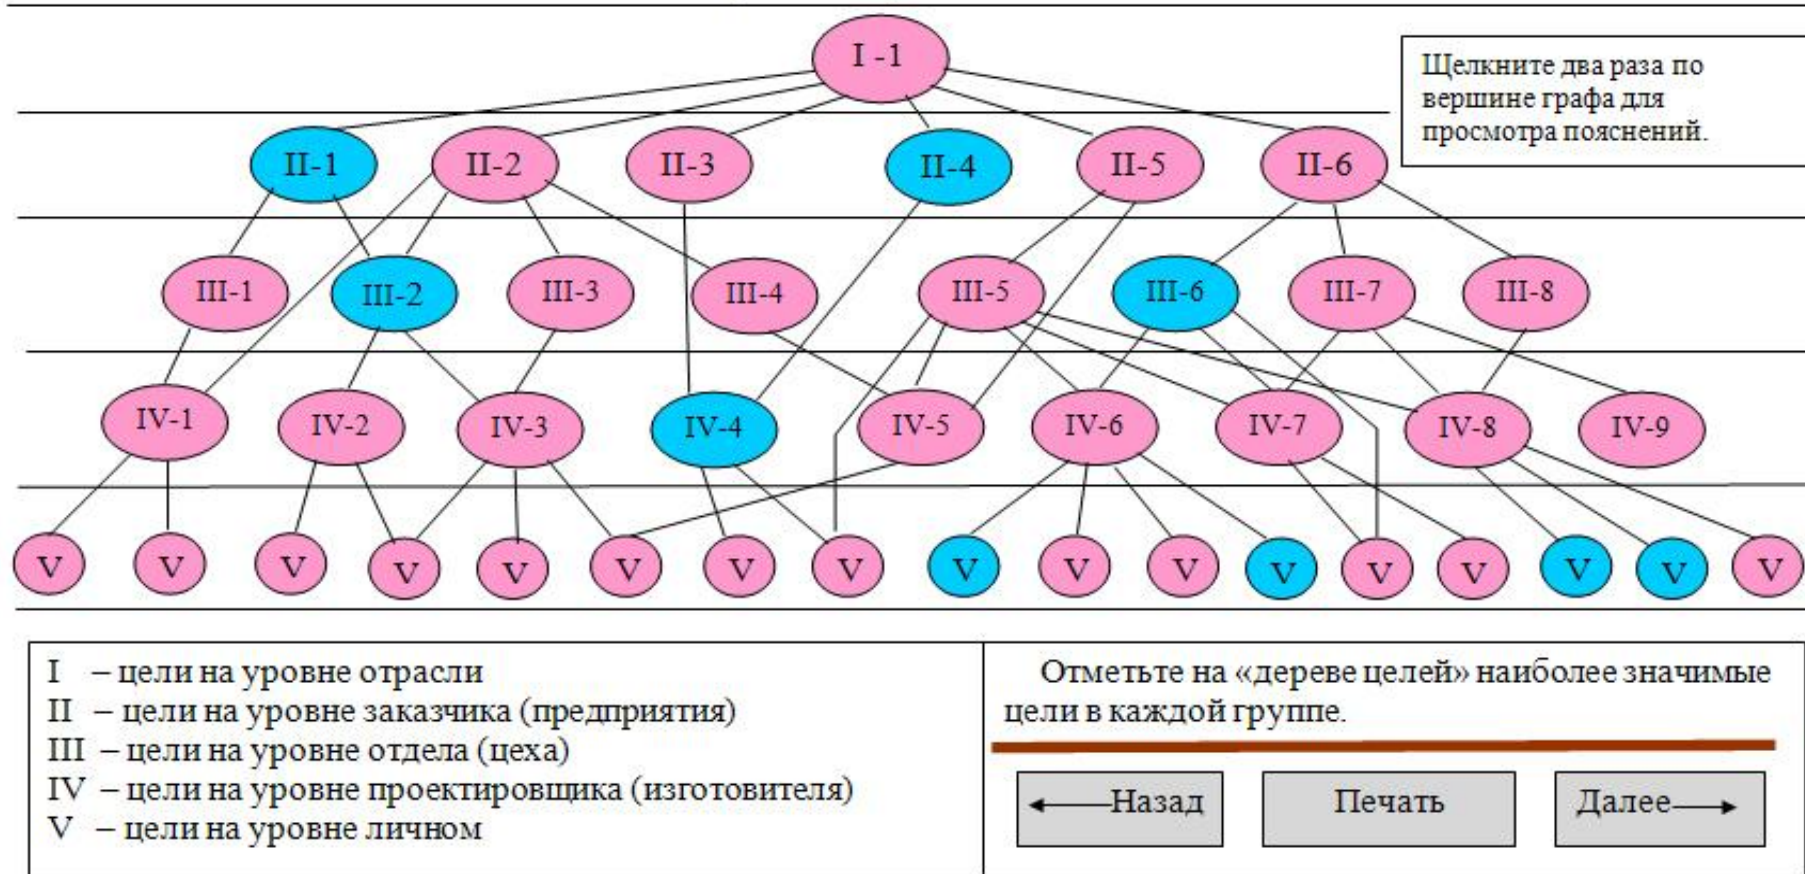 I -1
Щелкните два раза по
вершине графа для
просмотра пояснений.
II-1 II-2 II-3 II-4 II-5 II-6
III-1 III-2 III-3 III-4 III-5 III-6 III-7 III-8
IV-1 IV-2 IV-3 IV-4 IV-5 IV-6 IV-7 IV-8 IV-9
V V V V V V V V V V V V V V V V V
I – цели на уровне отрасли
II – цели на уровне заказчика (предприятия)
III – цели на уровне отдела (цеха)
IV – цели на уровне проектировщика (изготовителя)
V – цели на уровне личном
Отметьте на «дереве целей» наиболее значимые
цели в каждой группе.
Назад Печать Далее